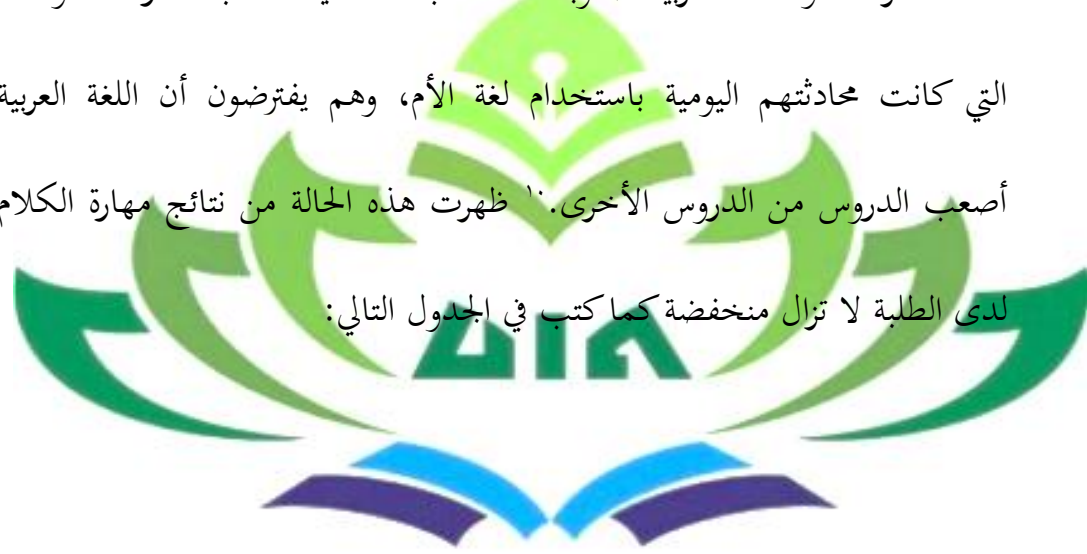 التي كانت محادثتهم اليومية باستخدام لغة الأم، وهم يفترضون أن اللغة العربية
أصعب الدروس من الدروس الأخرى. ظهرت هذه الحالة من نتائج مهارة الكلام
لدى الطلبة لا تزال منخفضة كما كتب في الجدول التالي: